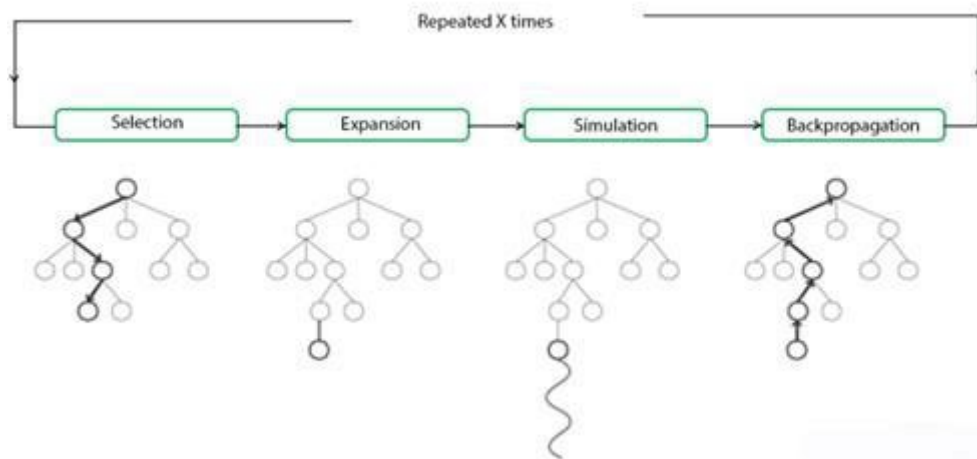 Repeated X times
Selection
Expansion
Simulation
Backpropagation